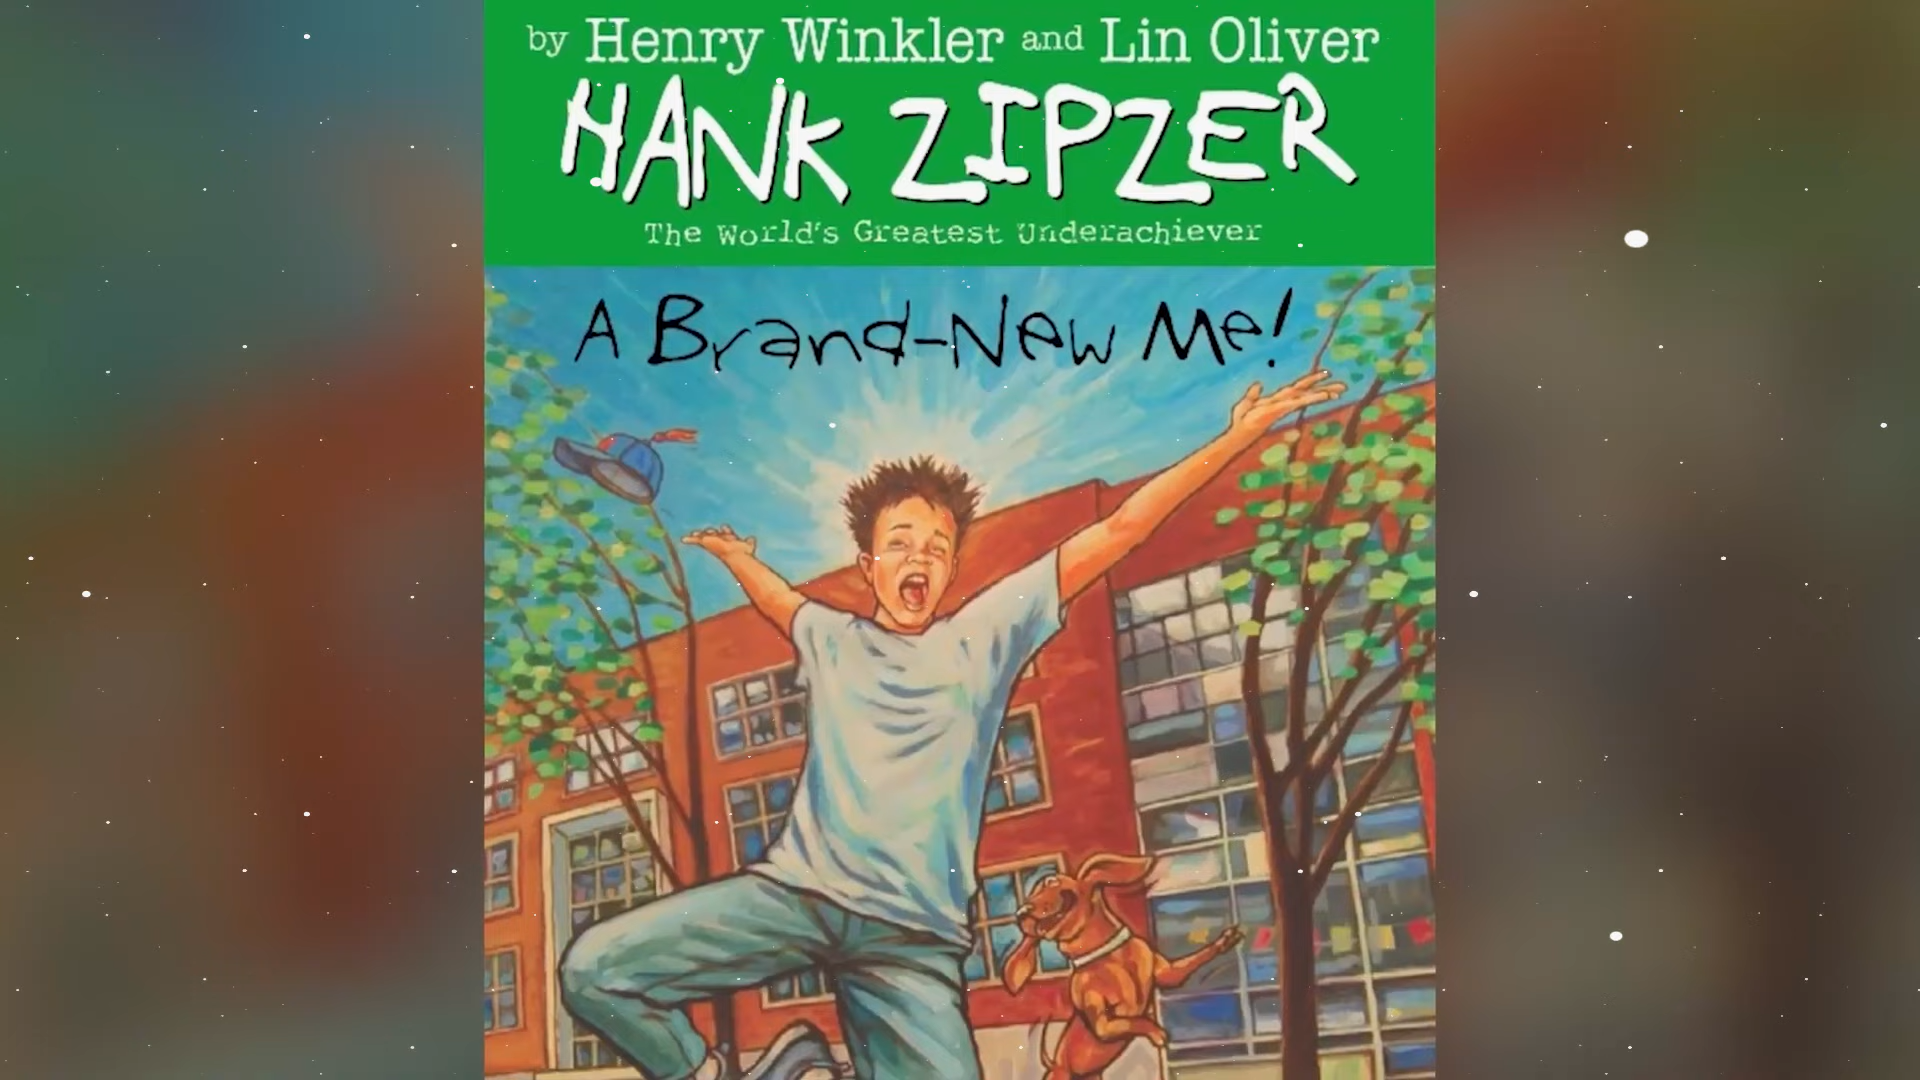 by Henry Winkler and Lin Oliver
HANK ZIPZER
The World's Greatest Underachiever
A Brand-New Me!